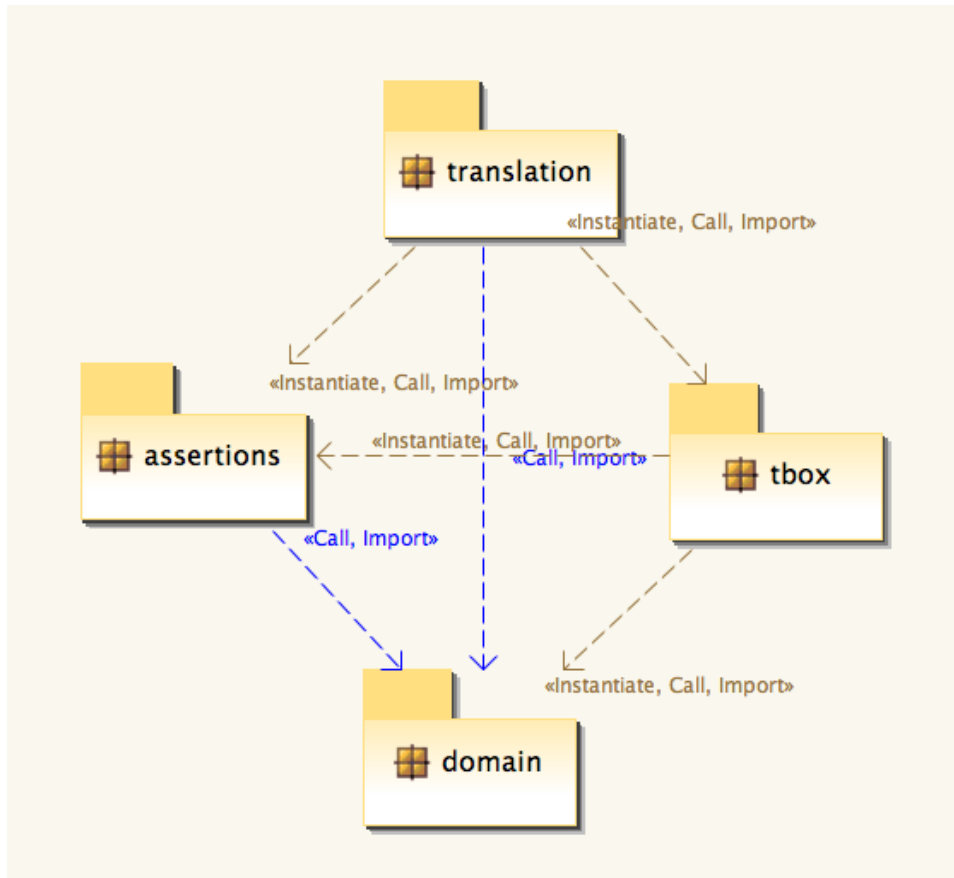 translation
«Instantiate, Call, Import»
«Instantiate, Call, Import»
«Instantiate, Call, Import»
assertions
«Call, Import»
tbox
«Call, Import»
«Instantiate, Call, Import»
domain